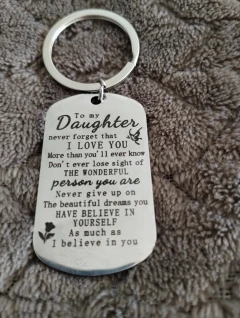 To my
Daughter
never forget that
I LOVE YOU
More than you'll ever know
Don't ever lose sight of
THE WONDERFUL
person you are
Never give up on
The beautiful dreams you
HAVE BELIEVE IN
YOURSELF
As much as
I believe in you